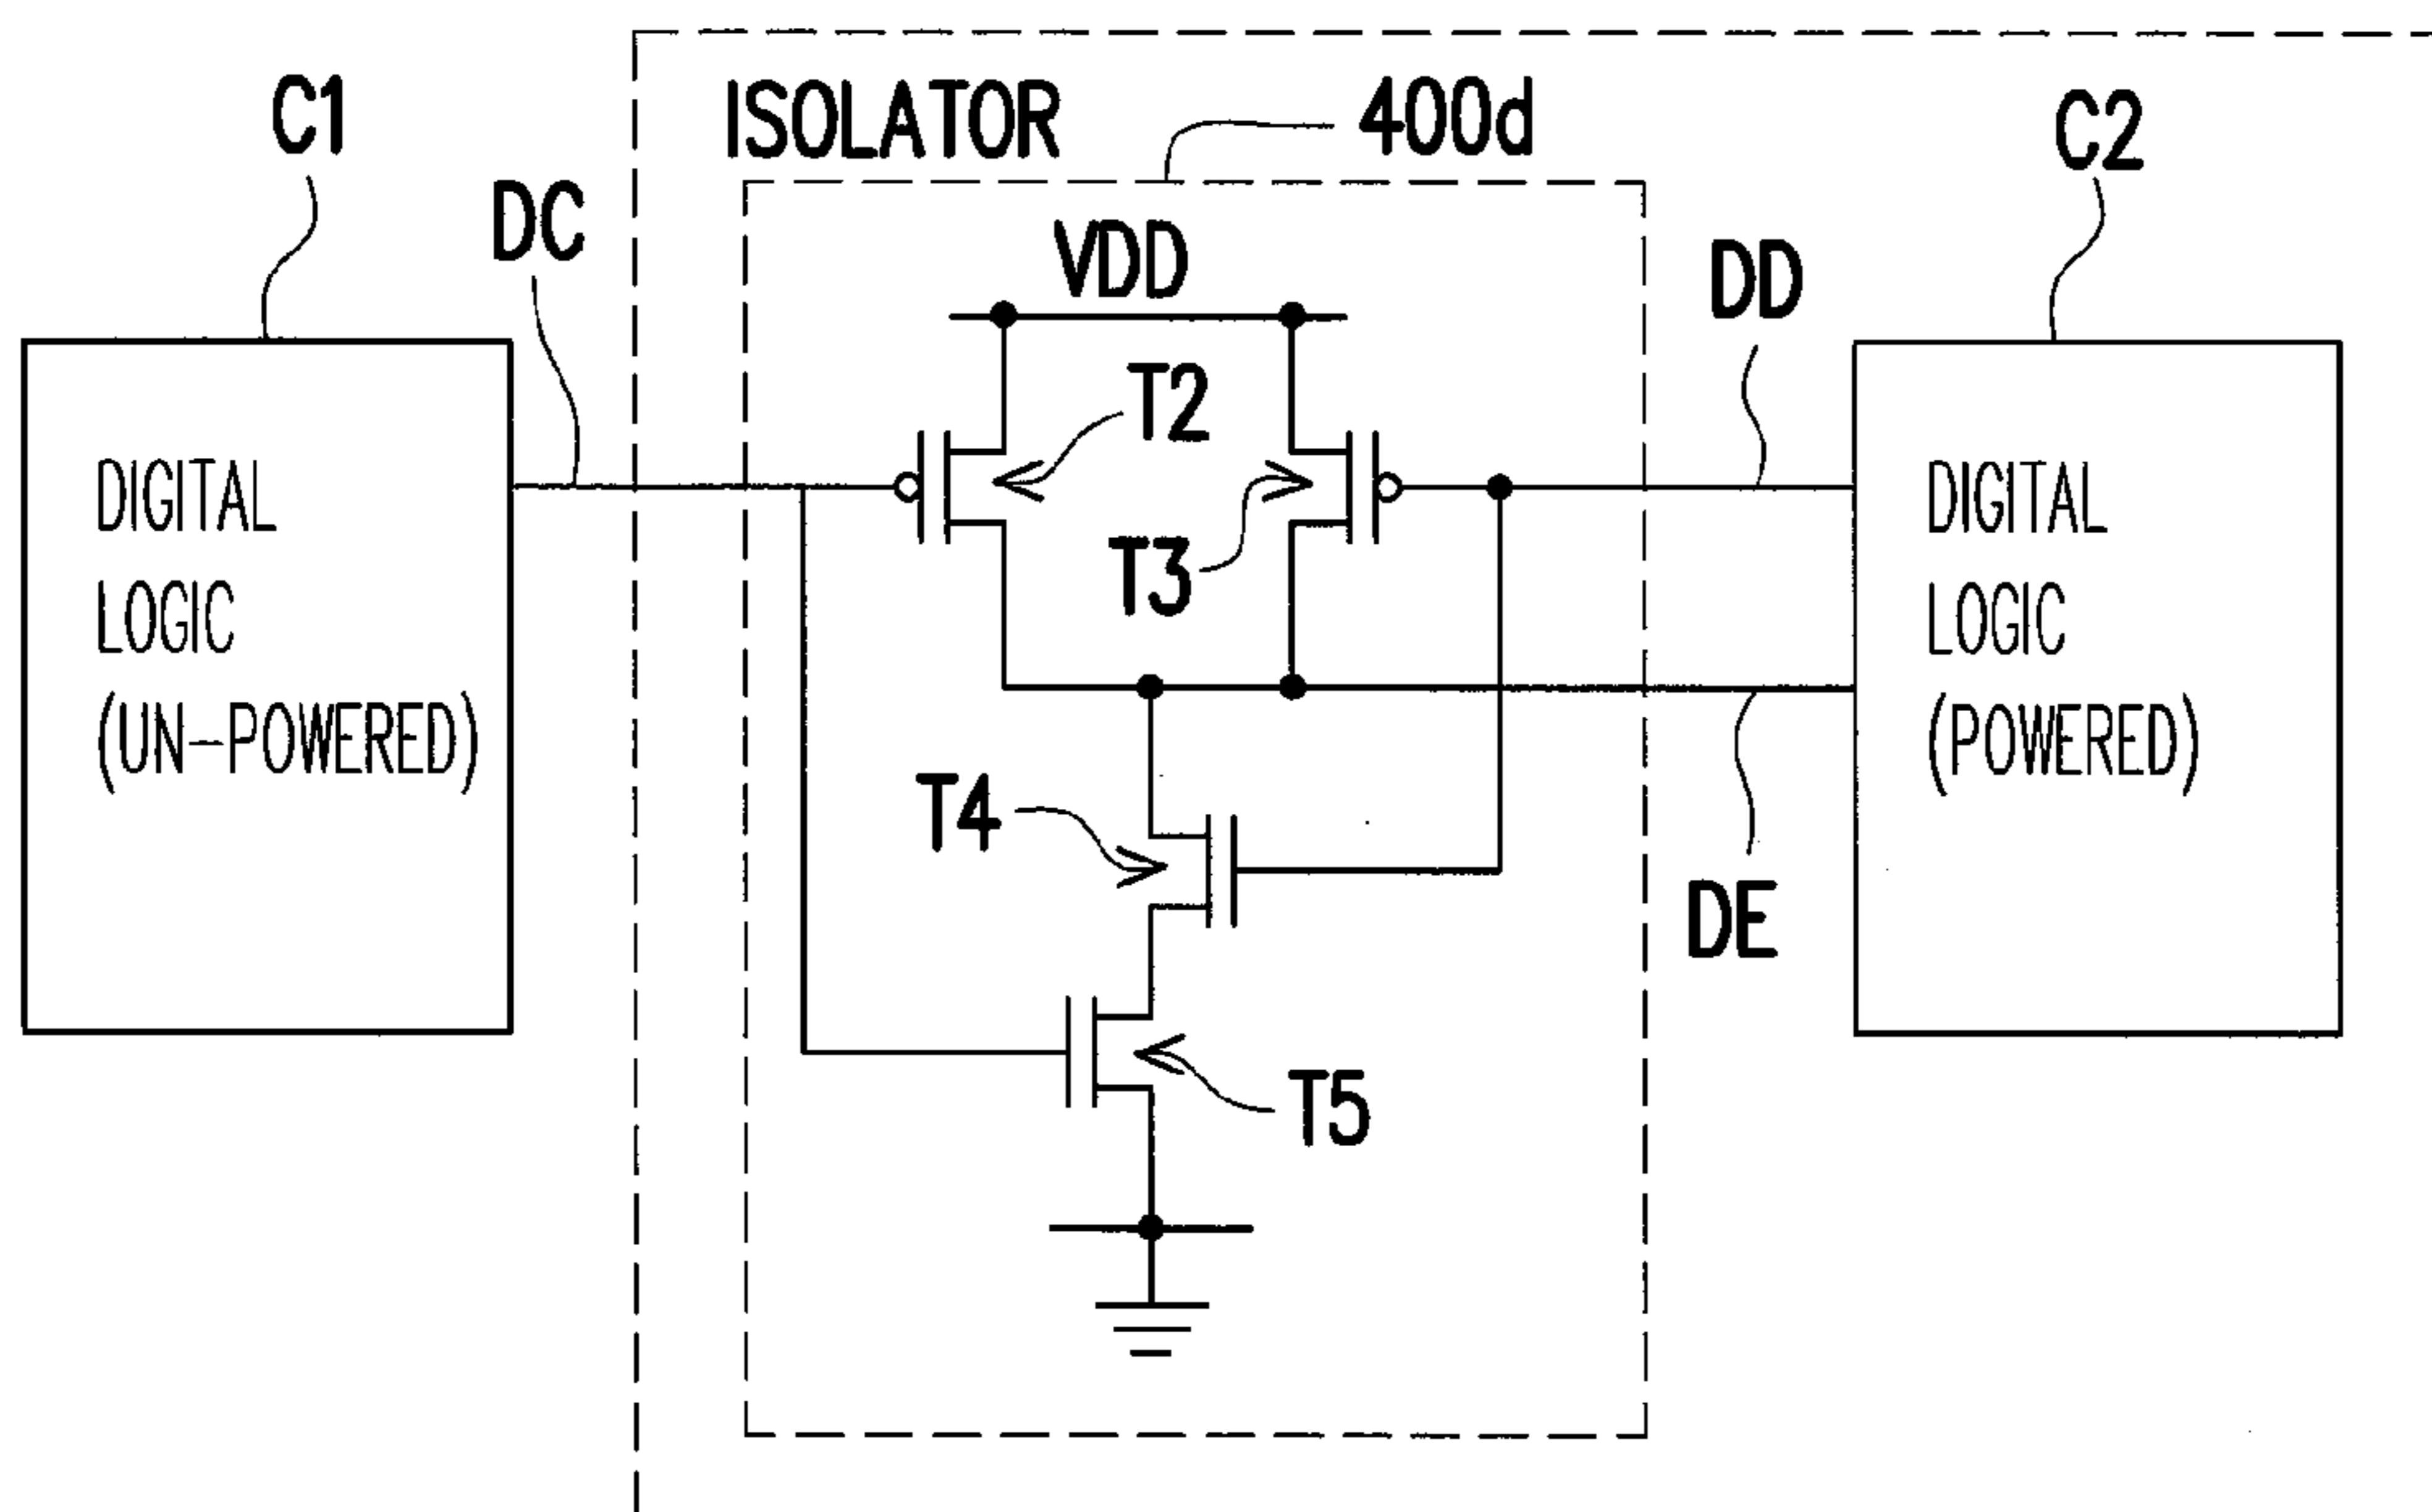 C1
ISOLATOR
400d
C2
DC
VDD
DD
T2
T3
DIGITAL
LOGIC
(UN-POWERED)
DIGITAL
LOGIC
(POWERED)
T4
DE
T5